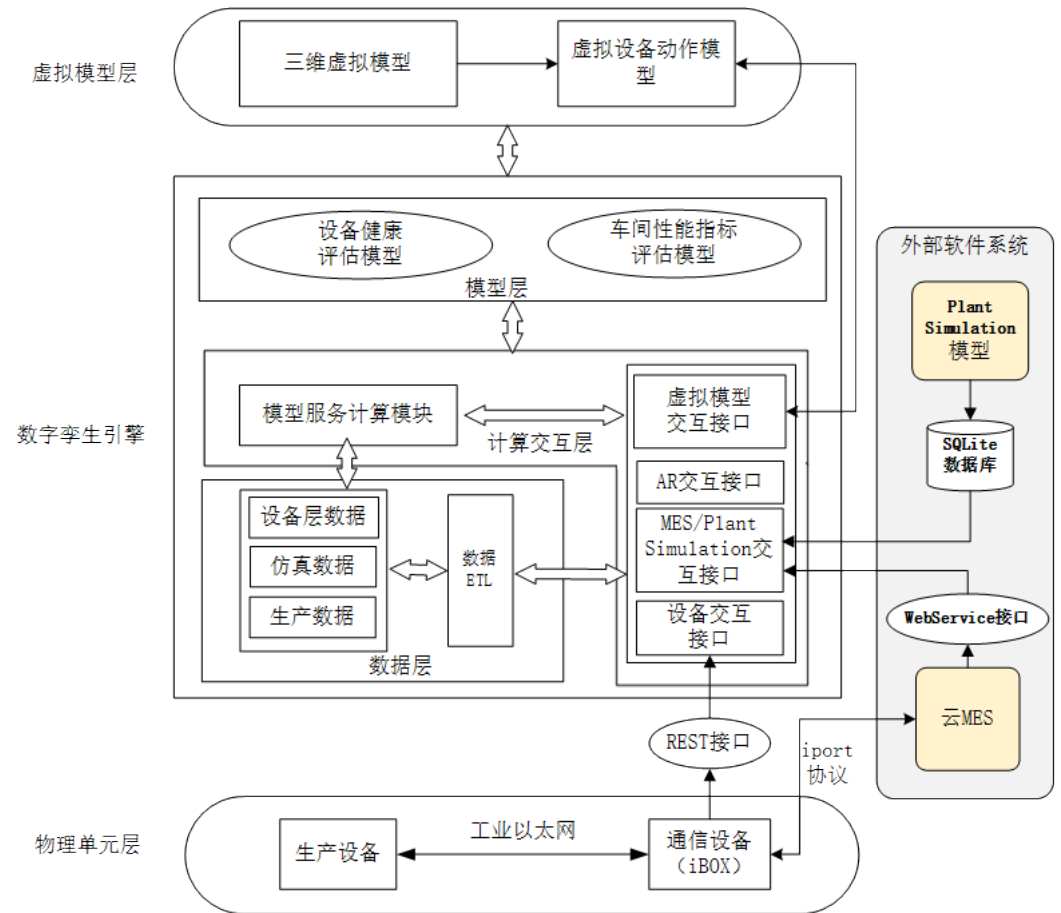 虚拟模型层
三维虚拟模型
虚拟设备动作模
型
设备健康
评估模型
车间性能指标
评估模型
模型层
外部软件系统
Plant
Simulation
模型
数字孪生引擎
模型服务计算模块
计算交互层
虚拟模型
交互接口
SQLite
数据库
AR交互接口
设备层数据
仿真数据
生产数据
数据
ETL
MES/Plant
Simulation交
互接口
设备交互
接口
数据层
WebService接口
云MES
REST接口
iport
协议
物理单元层
生产设备
工业以太网
通信设备
（iBOX）